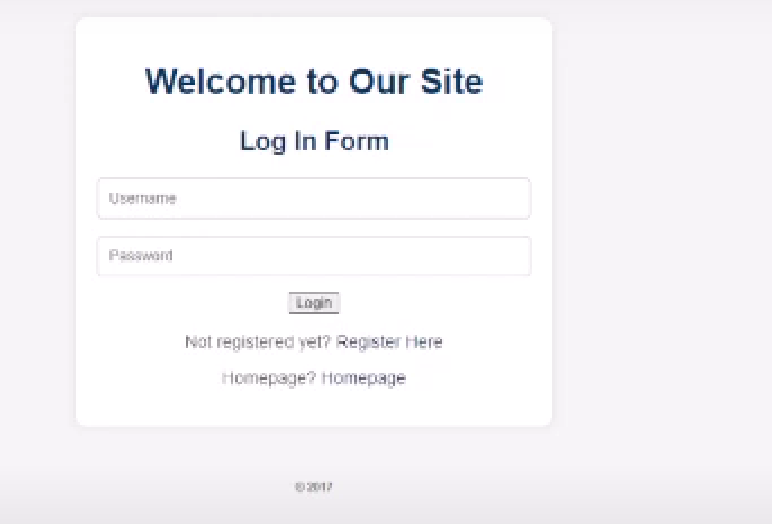 Welcome to Our Site
Log In Form
Username
Password
Login
Not registered yet? Register Here
Homepage? Homepage
© 2017